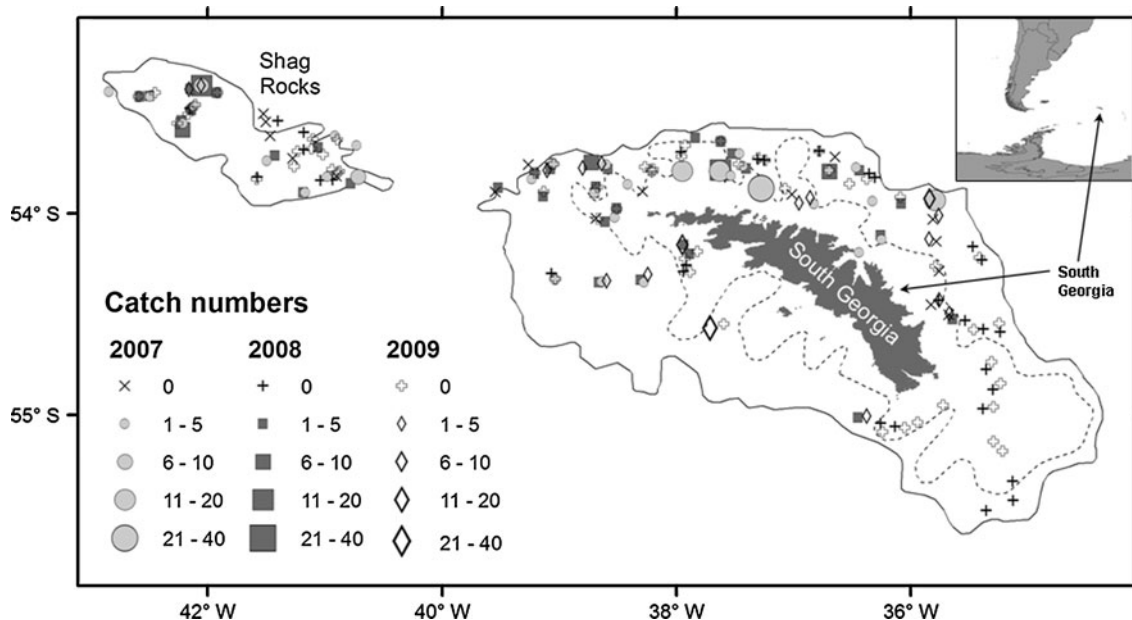 Shag
Rocks
54° S
55° S
South Georgia
South
Georgia
Catch numbers
2007 2008 2009
0 0 0
1 - 5 1 - 5 1 - 5
6 - 10 6 - 10 6 - 10
11 - 20 11 - 20 11 - 20
21 - 40 21 - 40 21 - 40
42° W 40° W 38° W 36° W